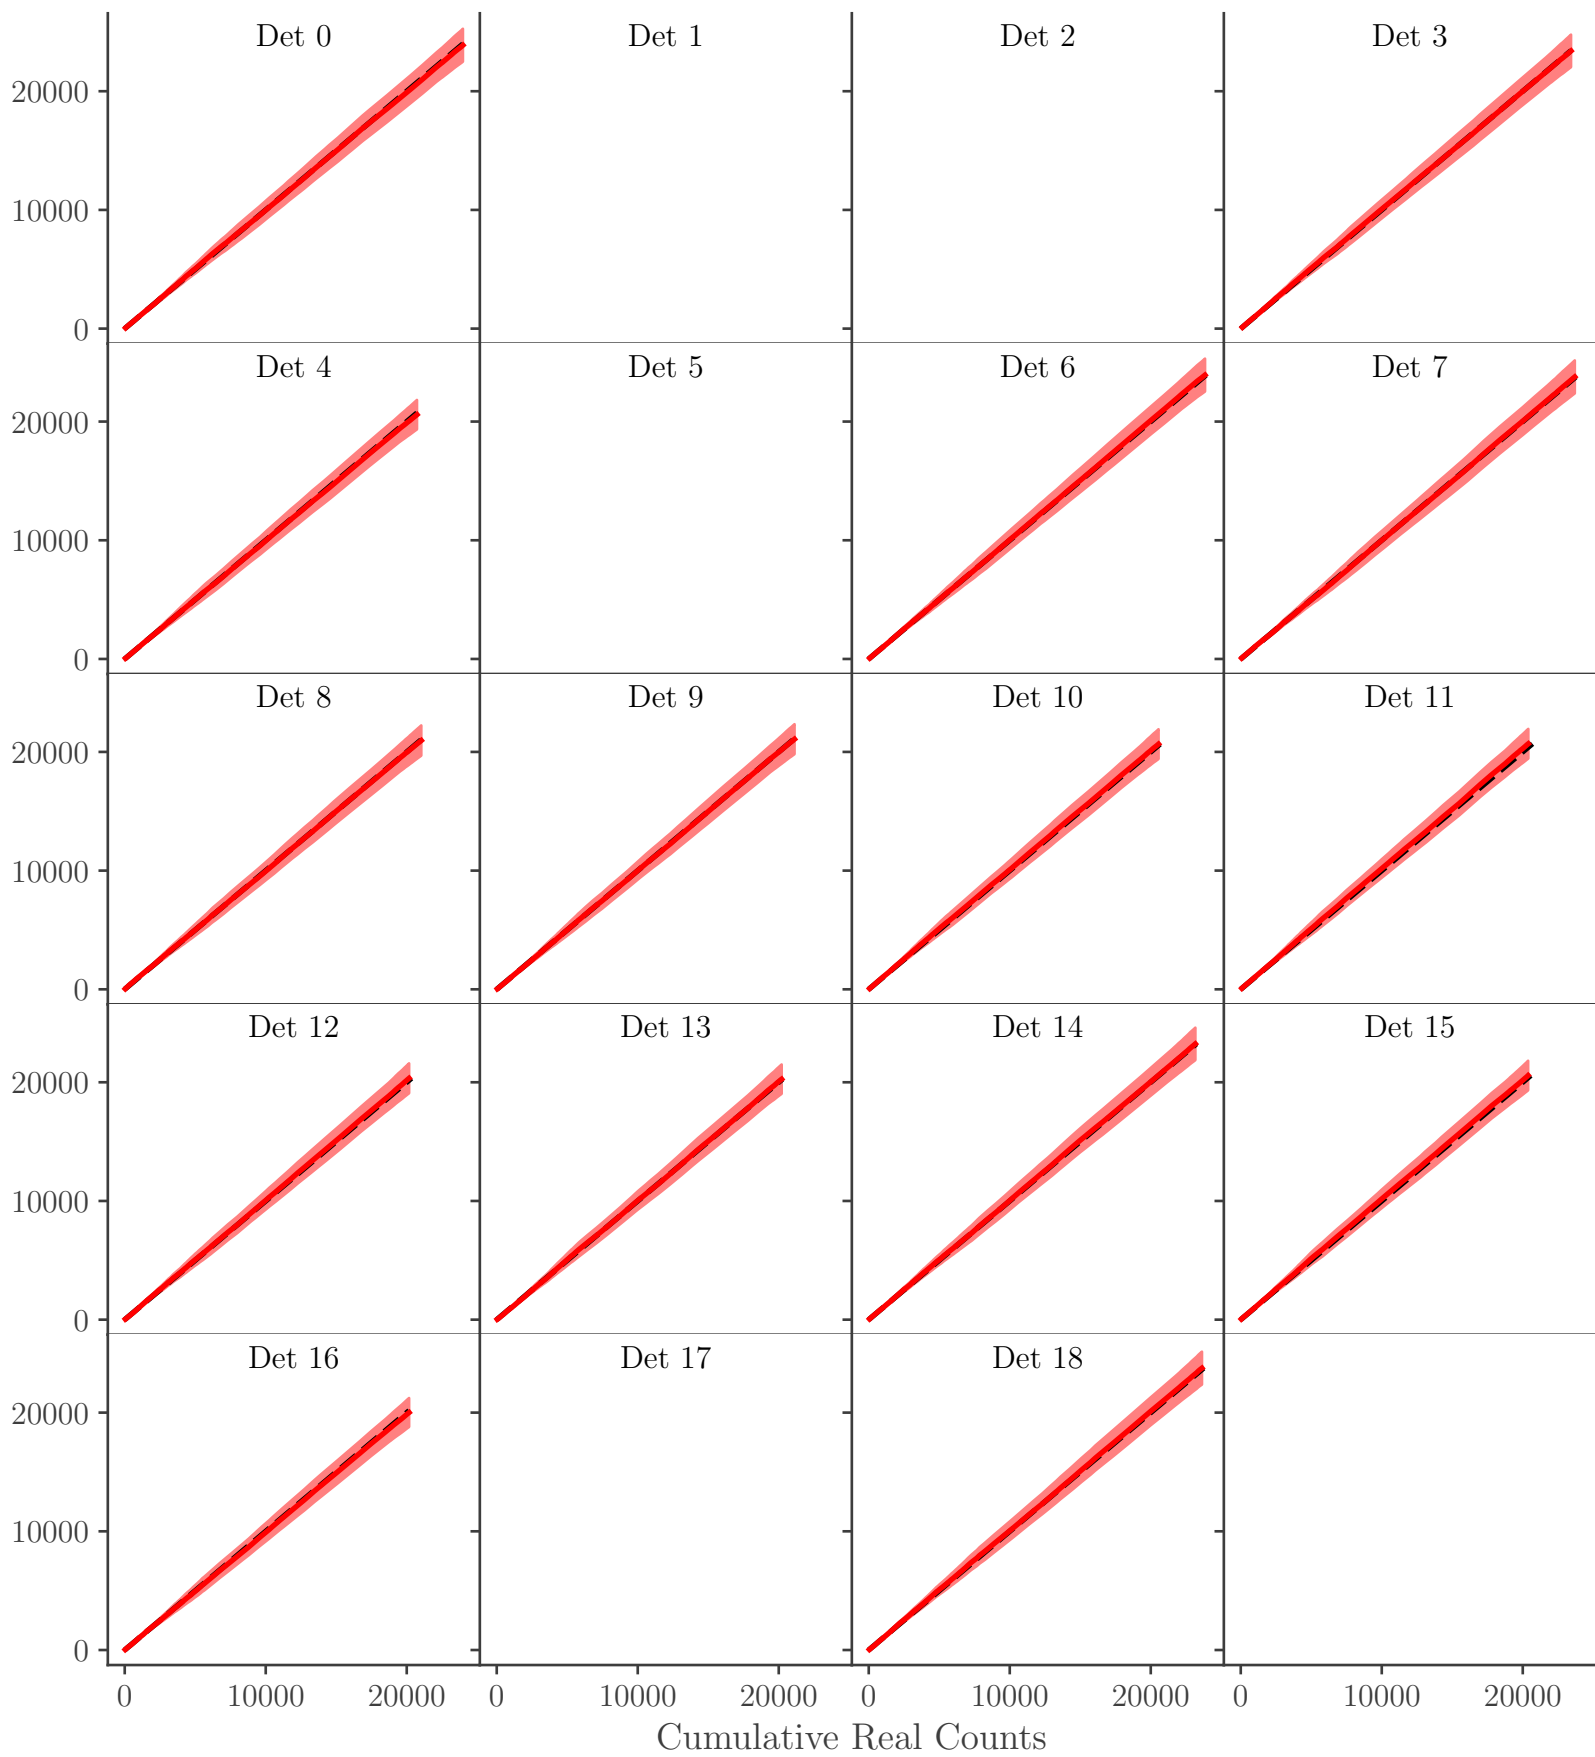 Det 0 Det 1 Det 2 Det 3
20000
10000
0
Det 4 Det 5 Det 6 Det 7
20000
10000
0
Det 8 Det 9 Det 10 Det 11
20000
10000
0
Det 12 Det 13 Det 14 Det 15
20000
10000
0
Det 16 Det 17 Det 18
20000
10000
0
0 10000 20000 0 10000 20000 0 10000 20000 0 10000 20000
Cumulative Real Counts